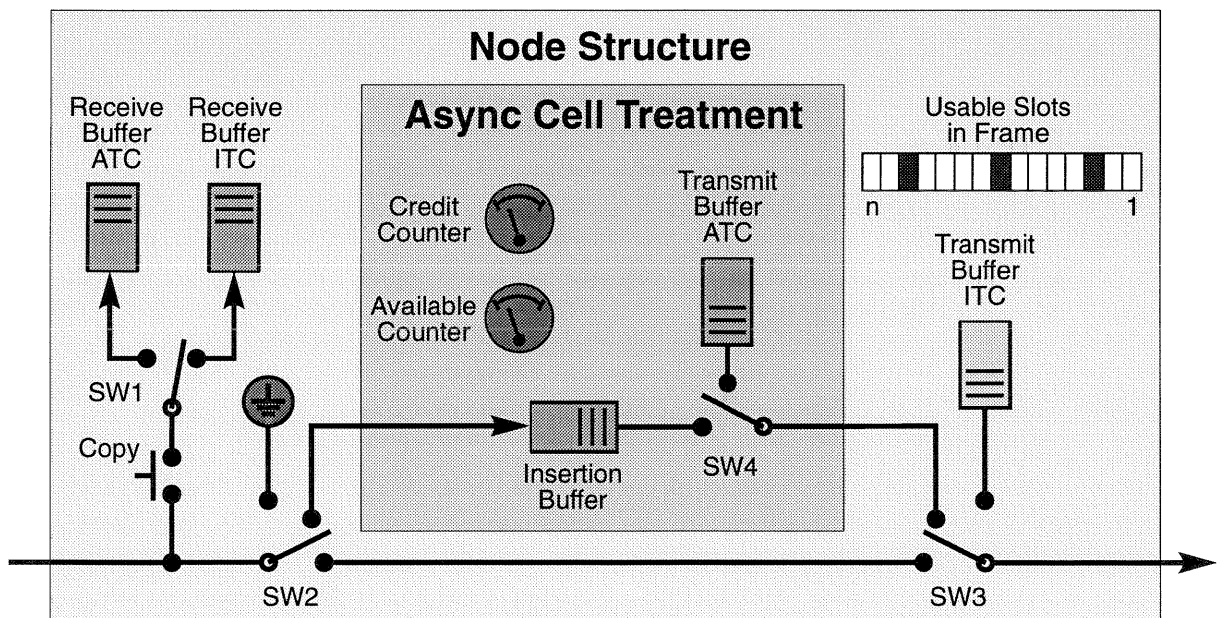 Node Structure
Async Cell Treatment
Receive
Buffer
ATC
Receive
Buffer
ITC
Usable Slots
in Frame
n
1
Credit
Counter
Transmit
Buffer
ATC
Transmit
Buffer
ITC
Available
Counter
SW1
Copy
Insertion
Buffer
SW4
SW2
SW3